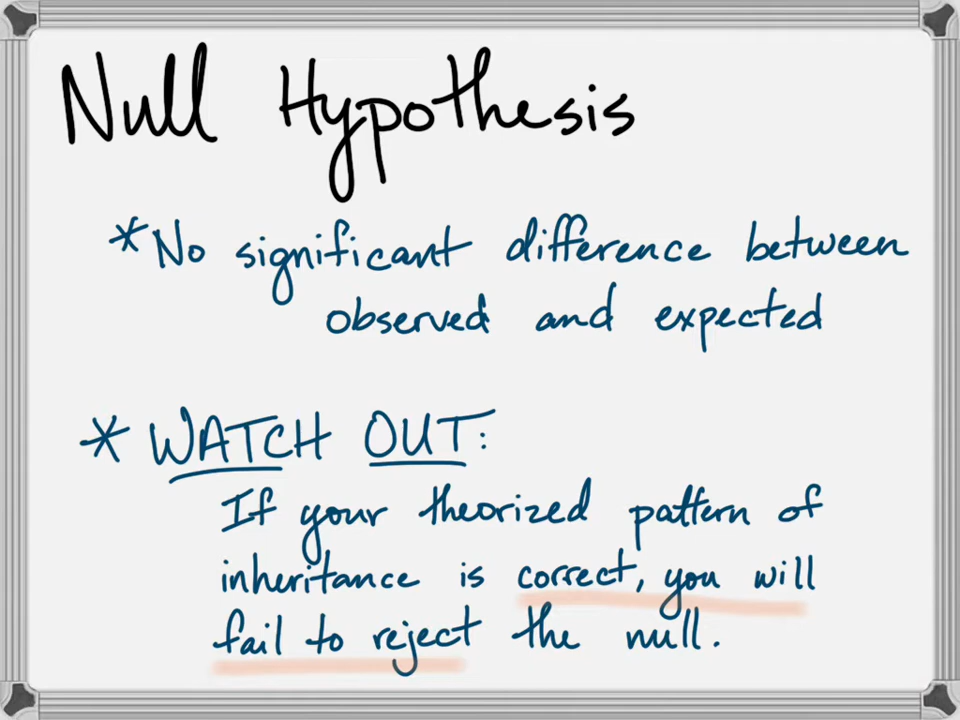 Null Hypothesis
* No significant difference between
observed and expected
* WATCH OUT:
If your theorized pattern of
inheritance is correct, you will
fail to reject the null.